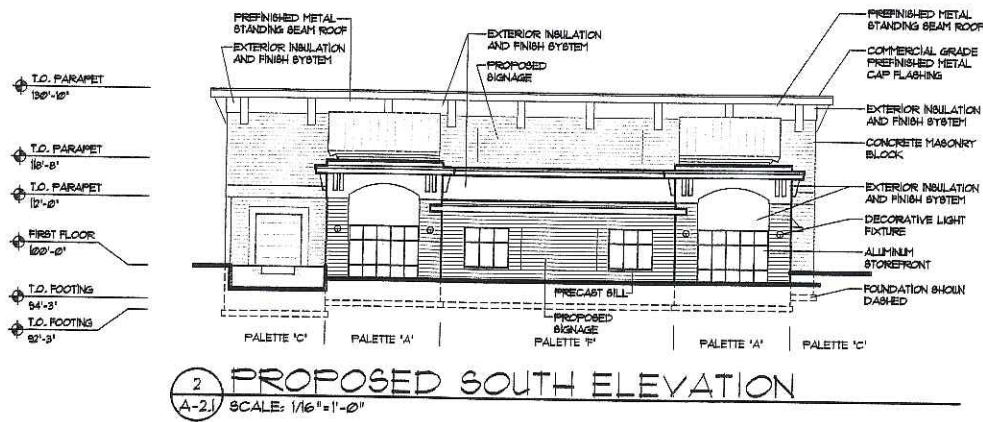 PREFINISHED METAL
STANDING SEAM ROOF
EXTERIOR INSULATION
AND FINISH SYSTEM
EXTERIOR INSULATION
AND FINISH SYSTEM
PROPOSED
SIGNAGE
PREFINISHED METAL
STANDING SEAM ROOF
COMMERCIAL GRADE
PREFINISHED METAL
CAP FLASHING
EXTERIOR INSULATION
AND FINISH SYSTEM
CONCRETE MASONRY
BLOCK
EXTERIOR INSULATION
AND FINISH SYSTEM
DECORATIVE LIGHT
FIXTURE
ALUMINUM
STOREFRONT
FOUNDATION SHOWN
DASHED
T.O. PARAPET
130'-10"
T.O. PARAPET
116'-8"
T.O. PARAPET
112'-0"
FIRST FLOOR
100'-0"
T.O. FOOTING
94'-3"
T.O. FOOTING
92'-3"
PRECAST SILL
PROPOSED
SIGNAGE
PALETTE "C"
PALETTE "A"
PALETTE "F"
PALETTE "A"
PALETTE "C"
2
A-2.1
PROPOSED SOUTH ELEVATION
SCALE: 1/16"=1'-0"